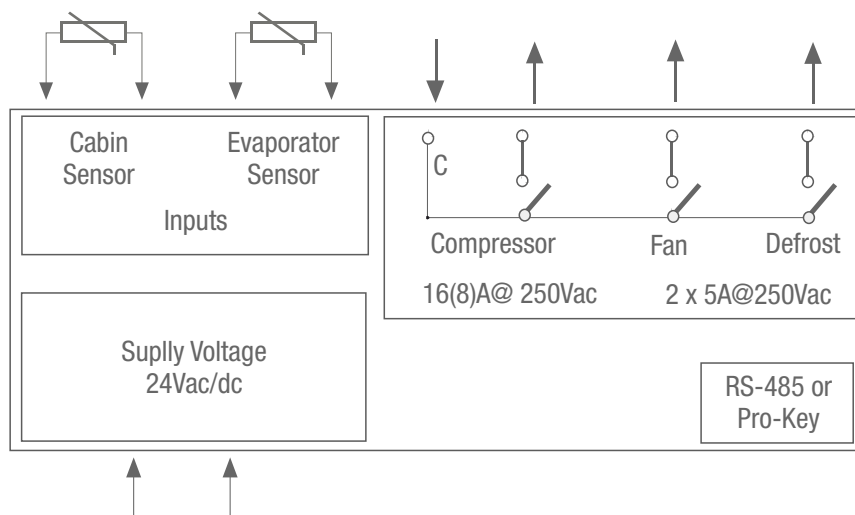 Cabin
Sensor
Evaporator
Sensor
Inputs
C
Compressor
Fan
Defrost
16(8)A@ 250Vac
2 x 5A@250Vac
Suplly Voltage
24Vac/dc
RS-485 or
Pro-Key